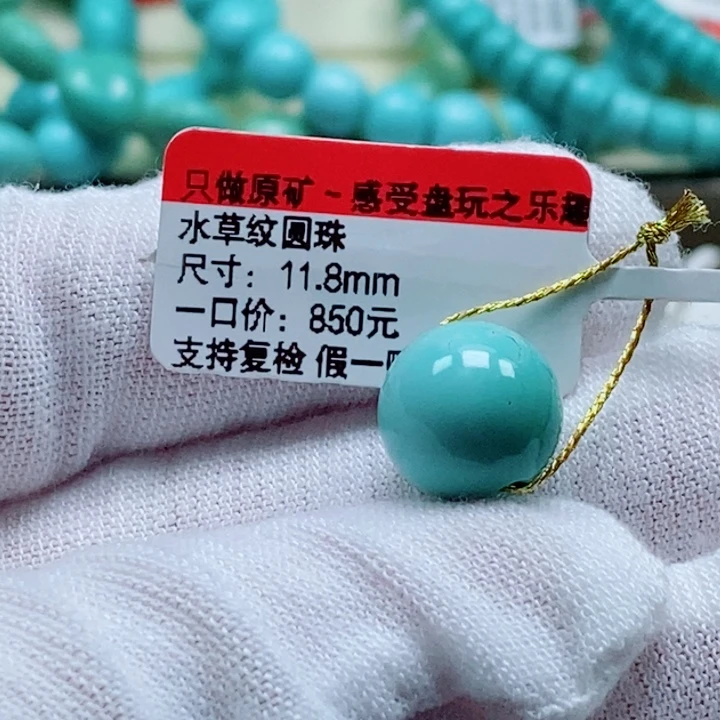 只做原矿~感受盘玩之乐趣
水草纹圆珠
尺寸：11.8mm
一口价：850元
支持复检 假一